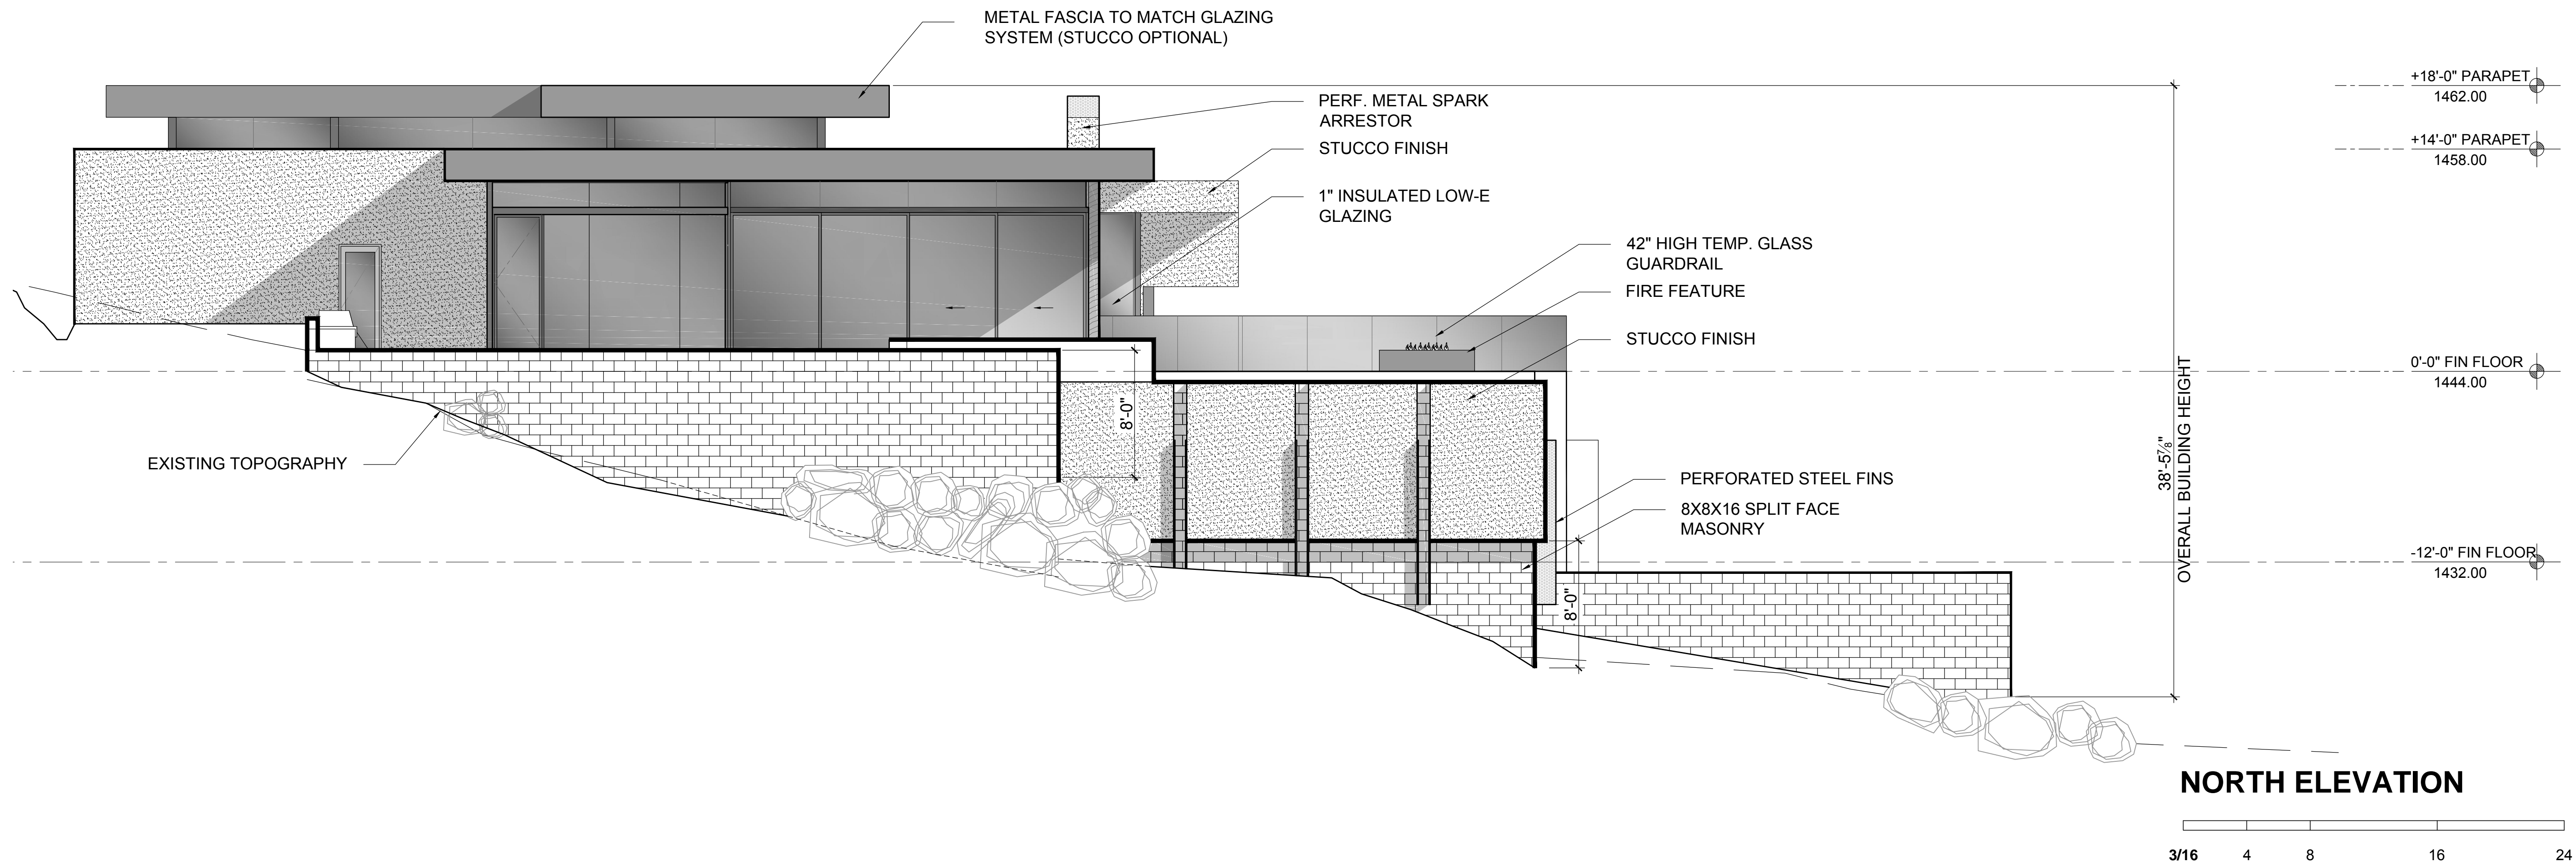 METAL FASCIA TO MATCH GLAZING
SYSTEM (STUCCO OPTIONAL)
+18'-0" PARAPET
1462.00
PERF. METAL SPARK
ARRESTOR
+14'-0" PARAPET
1458.00
STUCCO FINISH
1" INSULATED LOW-E
GLAZING
42" HIGH TEMP. GLASS
GUARDRAIL
FIRE FEATURE
STUCCO FINISH
0'-0" FIN FLOOR
1444.00
8'-0"
EXISTING TOPOGRAPHY
38'-5⅞"
OVERALL BUILDING HEIGHT
PERFORATED STEEL FINS
8X8X16 SPLIT FACE
MASONRY
-12'-0" FIN FLOOR
1432.00
8'-0"
NORTH ELEVATION
3/16 4 8 16 24